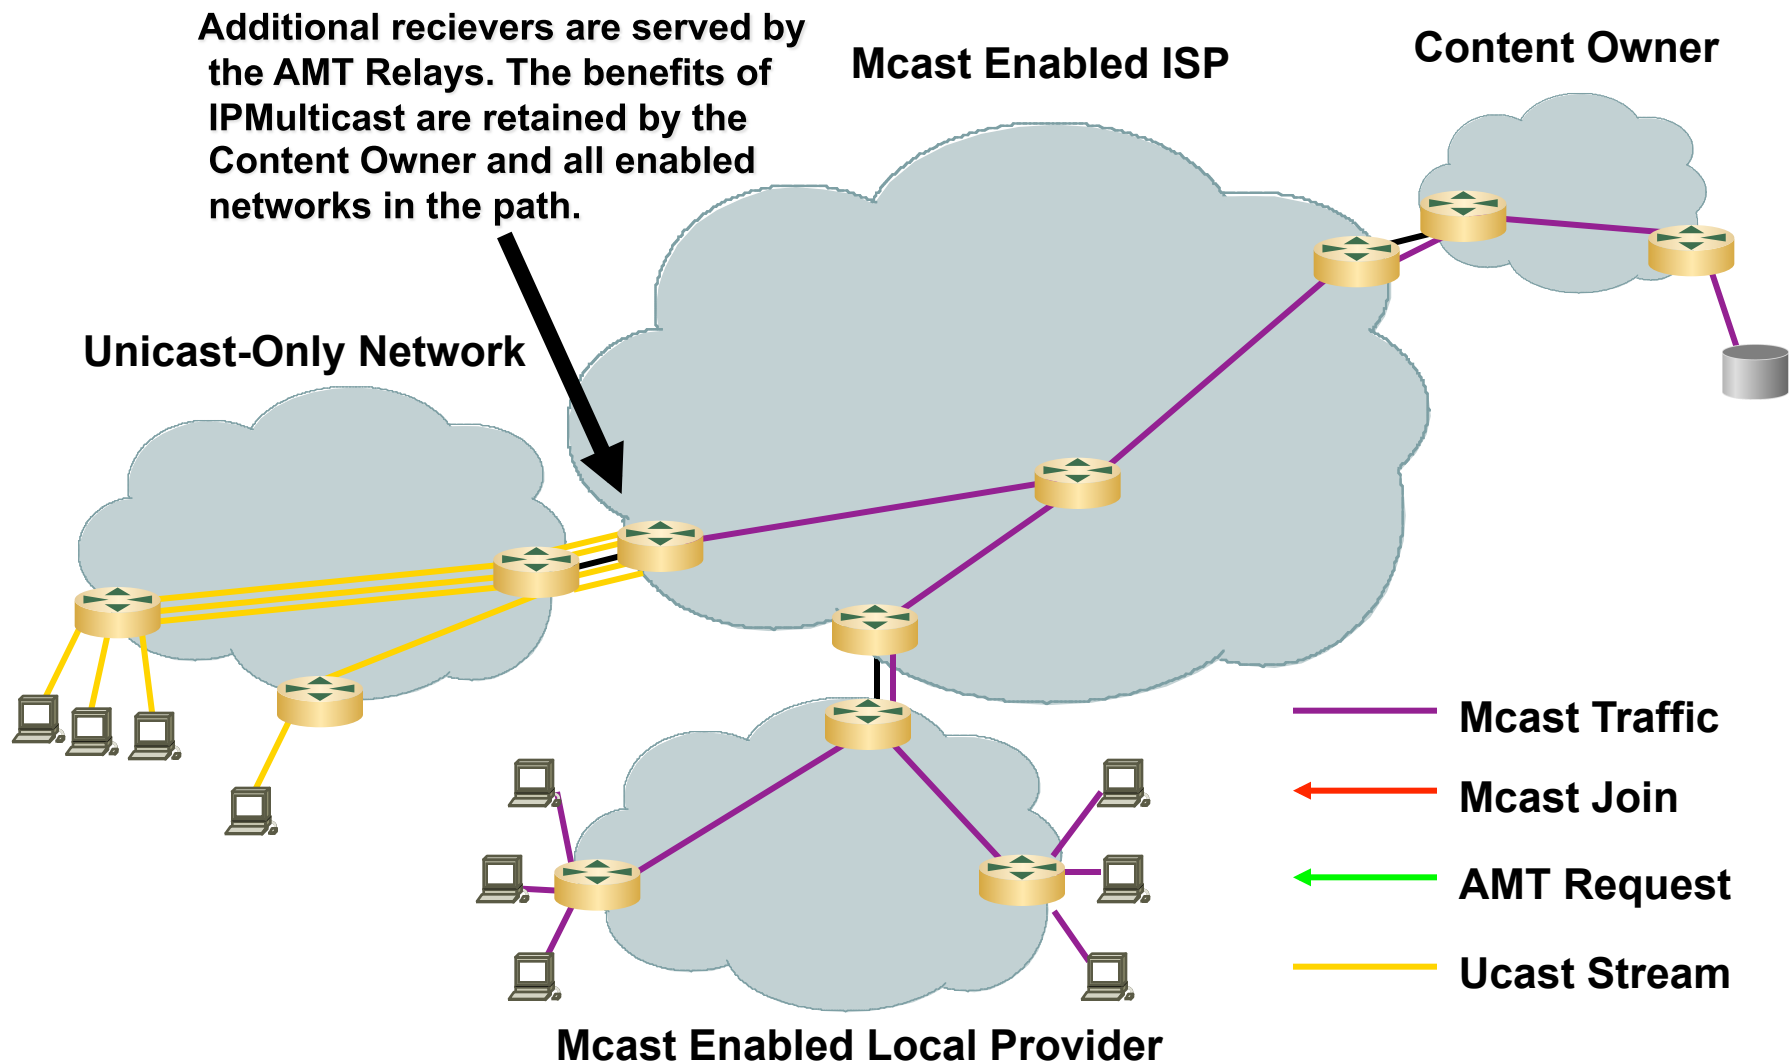 Additional recievers are served by
the AMT Relays. The benefits of
IPMulticast are retained by the
Content Owner and all enabled
networks in the path.
Mcast Enabled ISP
Content Owner
Unicast-Only Network
Mcast Traffic
Mcast Join
AMT Request
Ucast Stream
Mcast Enabled Local Provider